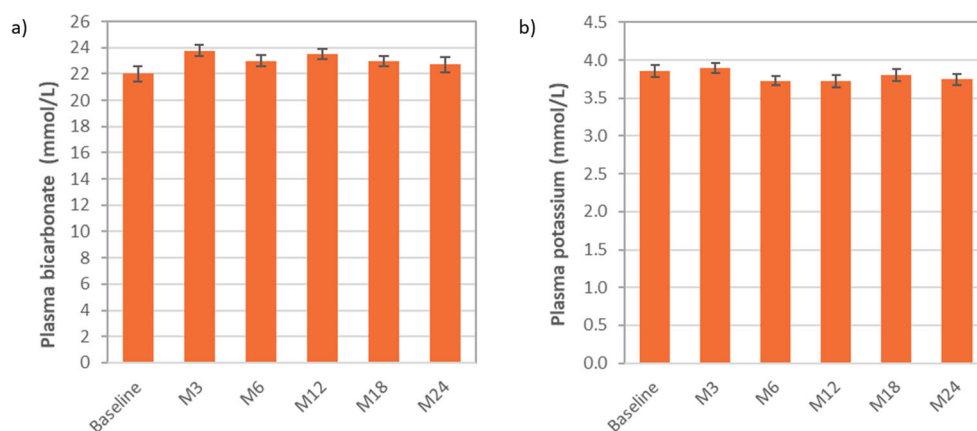 a)
Plasma bicarbonate (mmol/L)
26
24
22
20
18
16
14
12
10
8
6
4
2
0
Baseline
M3
M6
M12
M18
M24
b)
Plasma potassium (mmol/L)
4.5
4.0
3.5
3.0
2.5
2.0
1.5
1.0
0.5
0.0
Baseline
M3
M6
M12
M18
M24